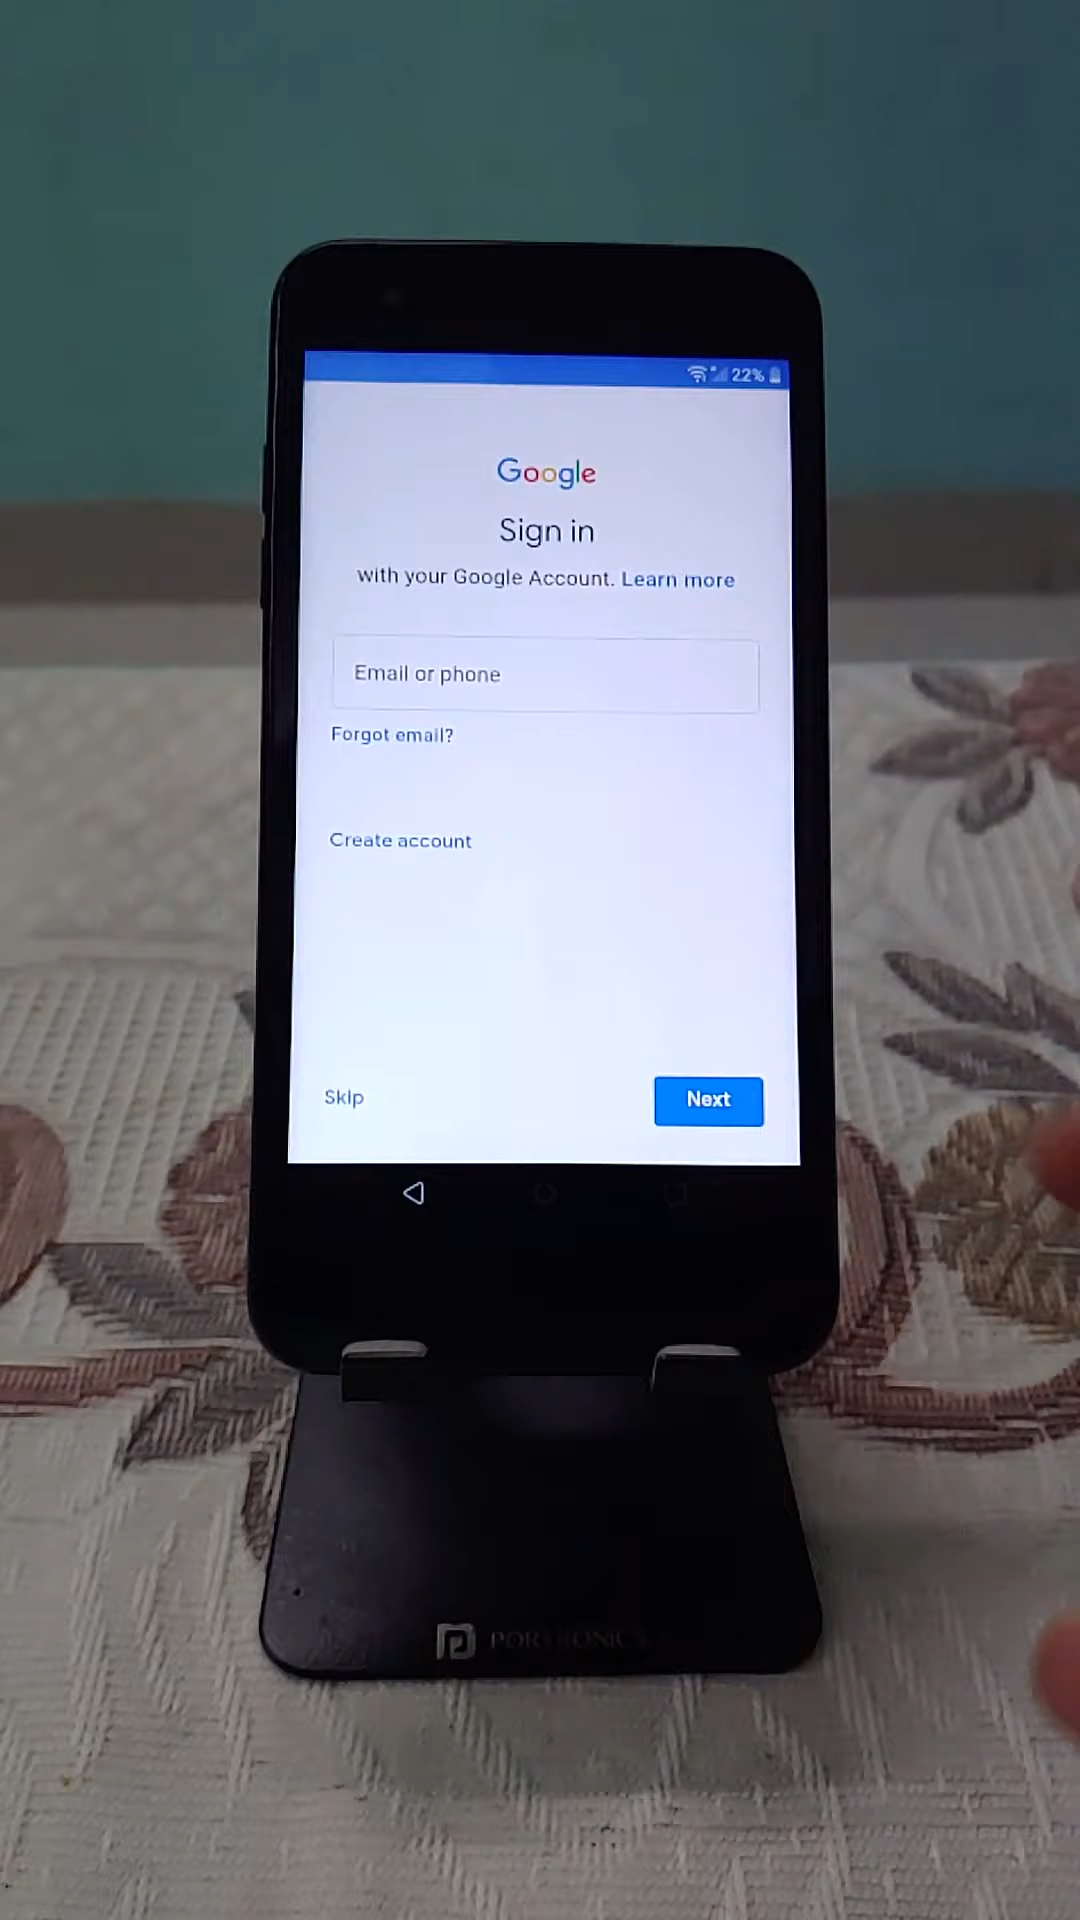 22%
Google
Sign in
with your Google Account. Learn more
Email or phone
Forgot email?
Create account
Skip
Next
PORTRONICS